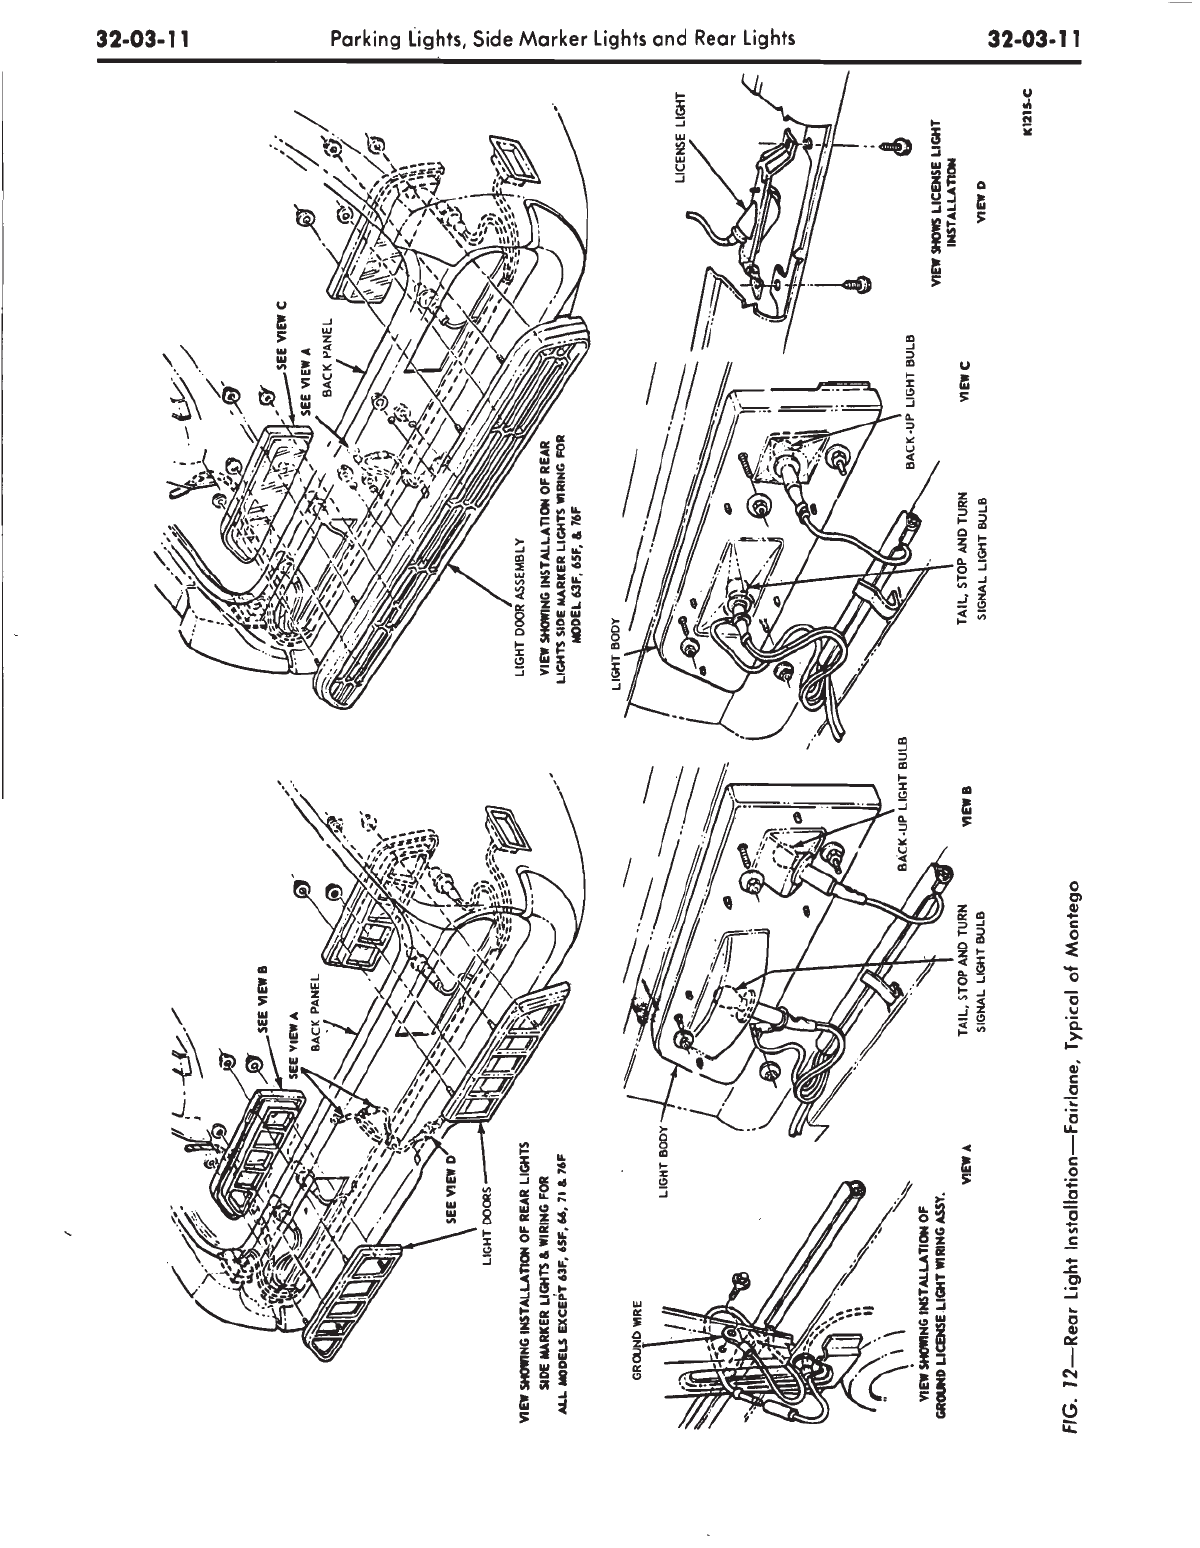 32-03-11
Parking Lights, Side Marker Lights and Rear Lights
32-03-11
SEE VIEW B
SEE VIEW A
BACK PANEL
SEE VIEW D
LIGHT DOORS
VIEW SHOWING INSTALLATION OF REAR LIGHTS
SIDE MARKER LIGHTS & WIRING FOR
ALL MODELS EXCEPT 63F, 65F, 66, 71 & 76F
SEE VIEW C
SEE VIEW A
BACK PANEL
LIGHT DOOR ASSEMBLY
VIEW SHOWING INSTALLATION OF REAR
LIGHTS SIDE MARKER LIGHTS WIRING FOR
MODEL 63F, 65F, & 76F
GROUND WIRE
VIEW SHOWING INSTALLATION OF
GROUND LICENSE LIGHT WIRING ASSY.
VIEW A
LIGHT BODY
BACK-UP LIGHT BULB
TAIL, STOP AND TURN
SIGNAL LIGHT BULB
VIEW B
LIGHT BODY
BACK-UP LIGHT BULB
TAIL, STOP AND TURN
SIGNAL LIGHT BULB
VIEW C
LICENSE LIGHT
VIEW SHOWS LICENSE LIGHT
INSTALLATION
VIEW D
K1215-C
FIG. 12—Rear Light Installation—Fairlane, Typical of Montego